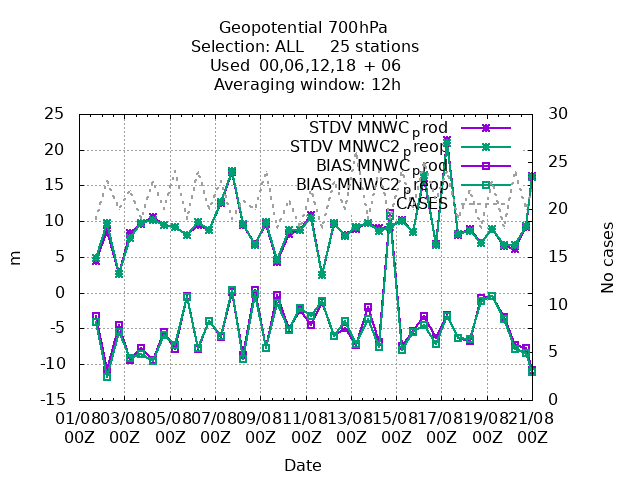 Geopotential 700hPa
Selection: ALL 25 stations
Used 00,06,12,18 + 06
Averaging window: 12h
25
20
15
10
5
0
-5
-10
-15
m
30
25
20
15
10
5
0
No cases
STDV MNWC_prod
STDV MNWC2_preop
BIAS MNWC_prod
BIAS MNWC2_preop
CASES
01/08 03/08 05/08 07/08 09/08 11/08 13/08 15/08 17/08 19/08 21/08
00Z 00Z 00Z 00Z 00Z 00Z 00Z 00Z 00Z 00Z 00Z
Date